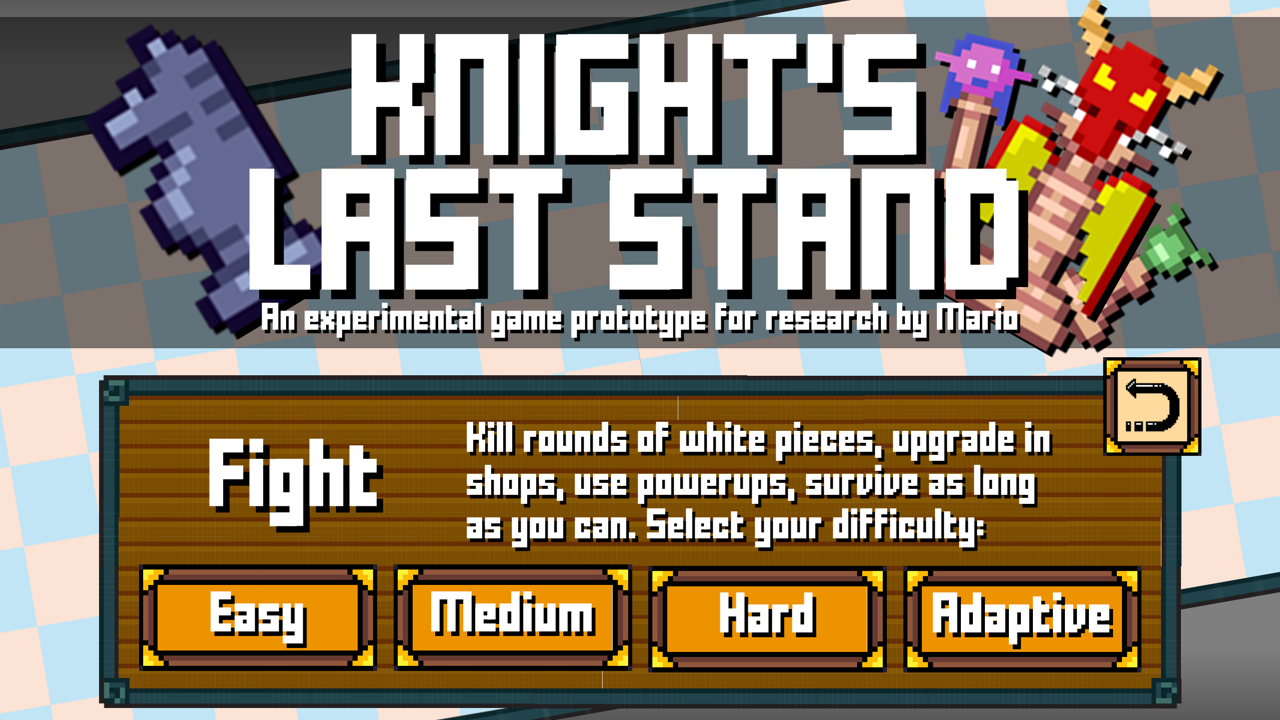 KNIGHT'S
LAST STAND
An experimental game prototype for research by Mario
Fight
Kill rounds of white pieces, upgrade in
shops, use powerups, survive as long
as you can. Select your difficulty:
Easy
Medium
Hard
Adaptive